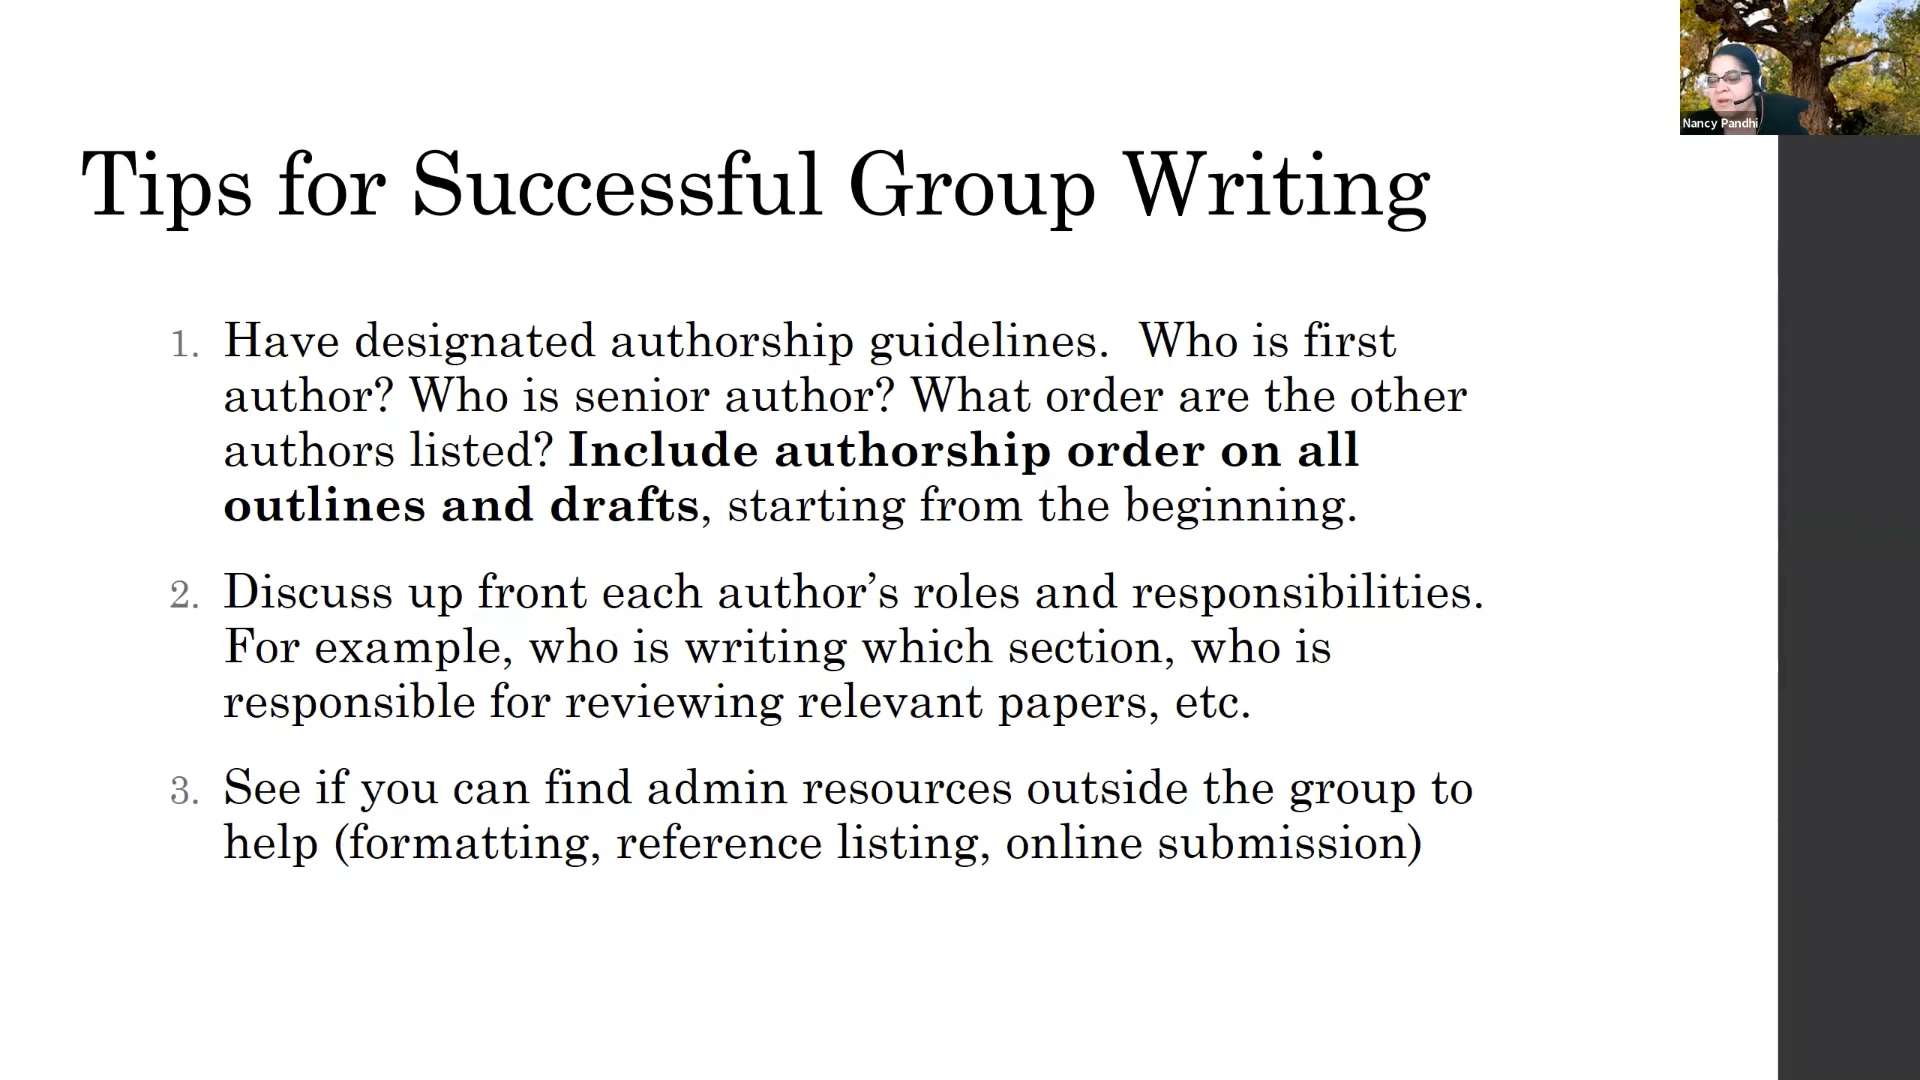 Nancy Pandhi
Tips for Successful Group Writing
1. Have designated authorship guidelines.  Who is first
author? Who is senior author? What order are the other
authors listed? Include authorship order on all
outlines and drafts, starting from the beginning.
2. Discuss up front each author’s roles and responsibilities.
For example, who is writing which section, who is
responsible for reviewing relevant papers, etc.
3. See if you can find admin resources outside the group to
help (formatting, reference listing, online submission)